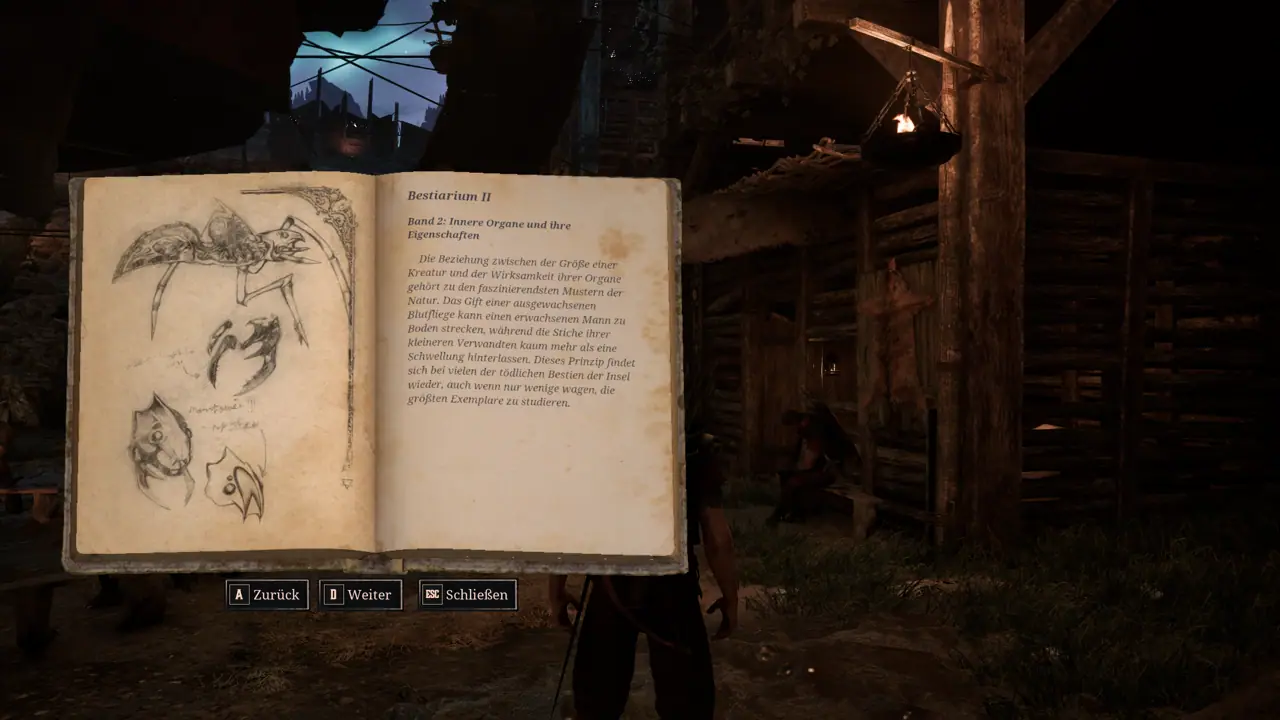 Bestiarium II
Band 2: Innere Organe und ihre
Eigenschaften
Die Beziehung zwischen der Größe einer
Kreatur und der Wirksamkeit ihrer Organe
gehört zu den faszinierendsten Mustern der
Natur. Das Gift einer ausgewachsenen
Blutfliege kann einen erwachsenen Mann zu
Boden strecken, während die Stiche ihrer
kleineren Verwandten kaum mehr als eine
Schwellung hinterlassen. Dieses Prinzip findet
sich bei vielen der tödlichen Bestien der Insel
wieder, auch wenn nur wenige wagen, die
größten Exemplare zu studieren.
A Zurück
D Weiter
ESC Schließen